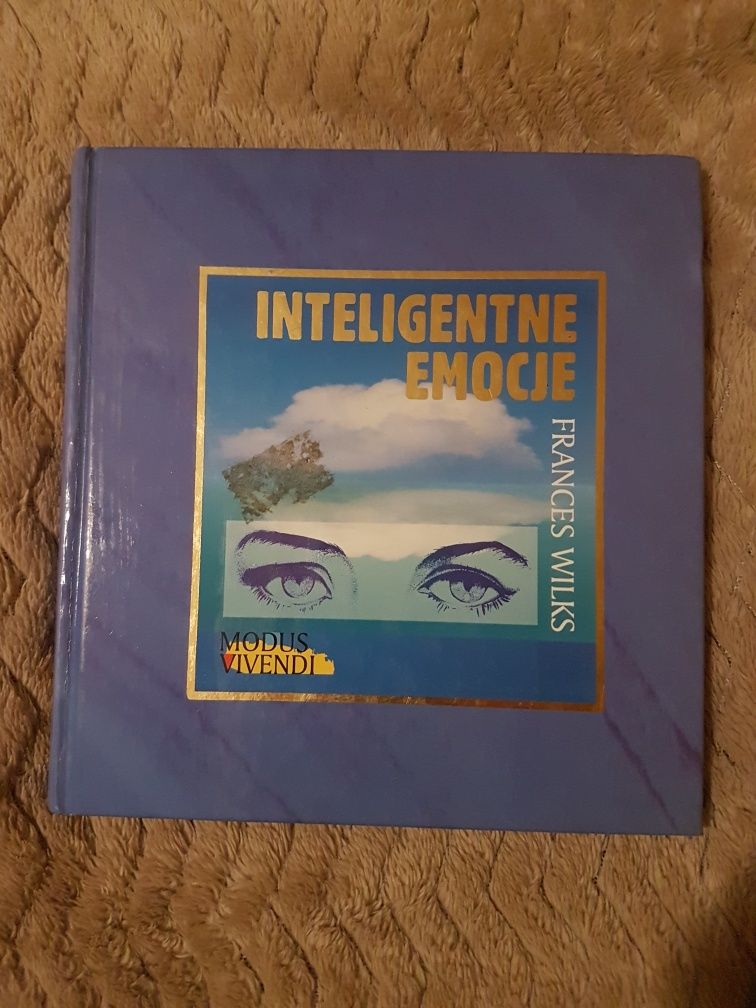 INTELIGENTNE
EMOCJE
FRANCES WILKS
MODUS
VIVENDI